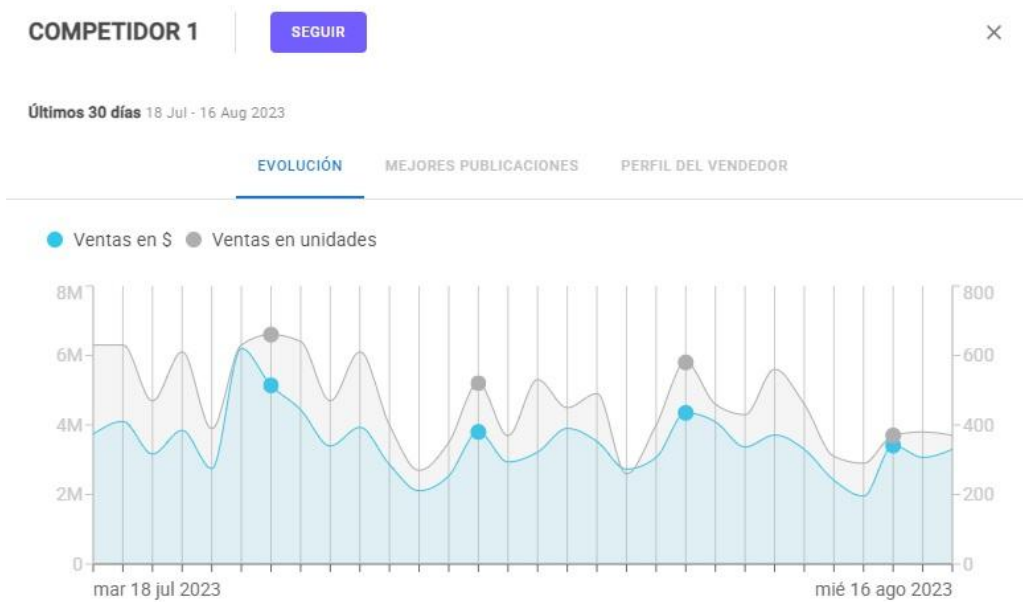 COMPETIDOR 1
SEGUIR
Últimos 30 días 18 Jul - 16 Aug 2023
EVOLUCIÓN MEJORES PUBLICACIONES PERFIL DEL VENDEDOR
Ventas en $ Ventas en unidades
8M 800
6M 600
4M 400
2M 200
0 0
mar 18 jul 2023 mié 16 ago 2023